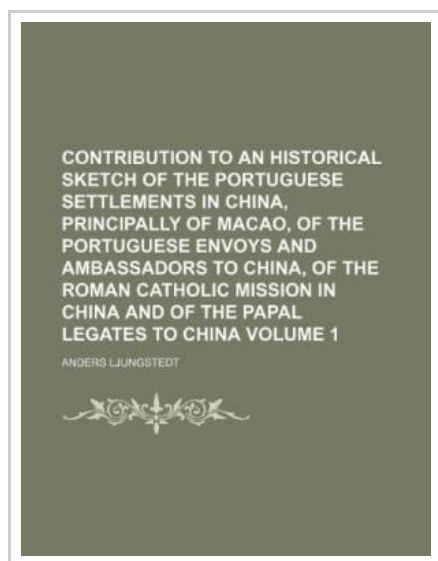 CONTRIBUTION TO AN HISTORICAL
SKETCH OF THE PORTUGUESE
SETTLEMENTS IN CHINA,
PRINCIPALLY OF MACAO, OF THE
PORTUGUESE ENVOYS AND
AMBASSADORS TO CHINA, OF THE
ROMAN CATHOLIC MISSION IN
CHINA AND OF THE PAPAL
LEGATES TO CHINA VOLUME 1
ANDERS LJUNGSTEDT